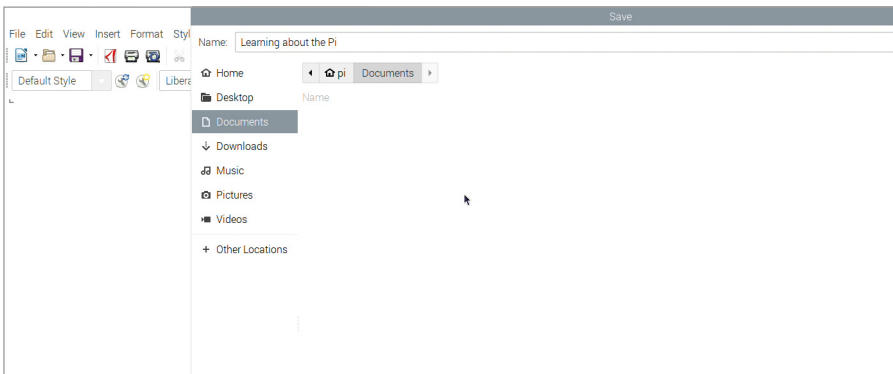 Save
File Edit View Insert Format Styl
Name: Learning about the Pi
Default Style
Libera
Home
pi Documents
Desktop
Name
Documents
Downloads
Music
Pictures
Videos
Other Locations